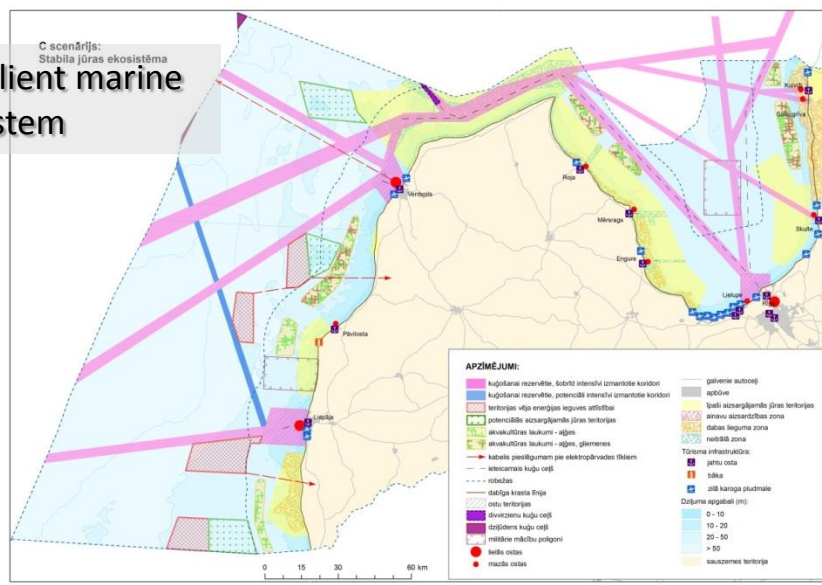 C scenārijs:
Stabila jūras ekosistēma
lient marine
stem
Kuivīži
Salacgrīva
Ventspils
Roja
Mērsrags
Skulte
Engure
Lielupe
Rīga
Pāvilosta
Liepāja
APZĪMĒJUMI:
kuģošanai rezervētie, šobrīd intensīvi izmantotie koridori
kuģošanai rezervētie, potenciāli intensīvi izmantotie koridori
teritorijas vēja enerģijas ieguves attīstībai
potenciālās aizsargājamās jūras teritorijas
akvakultūras laukumi - aļģes
akvakultūras laukumi - aļģes, gliemenes
kabelis pieslēgumam pie elektropārvades tīkliem
ieteicamais kuģu ceļš
robežas
dabīga krasta līnija
ostu teritorijas
divvirzienu kuģu ceļš
dziļūdens kuģu ceļš
militārie mācību poligoni
lielās ostas
mazās ostas
galvenie autoceļi
apbūve
īpaši aizsargājamās jūras teritorijas
ainavu aizsardzības zona
dabas lieguma zona
neitrālā zona
Tūrisma infrastruktūra:
jahtu osta
bāka
zilā karoga pludmale
Dziļuma apgabali (m):
0 - 10
10 - 20
20 - 50
> 50
sauszemes teritorija
0 15 30 60 km